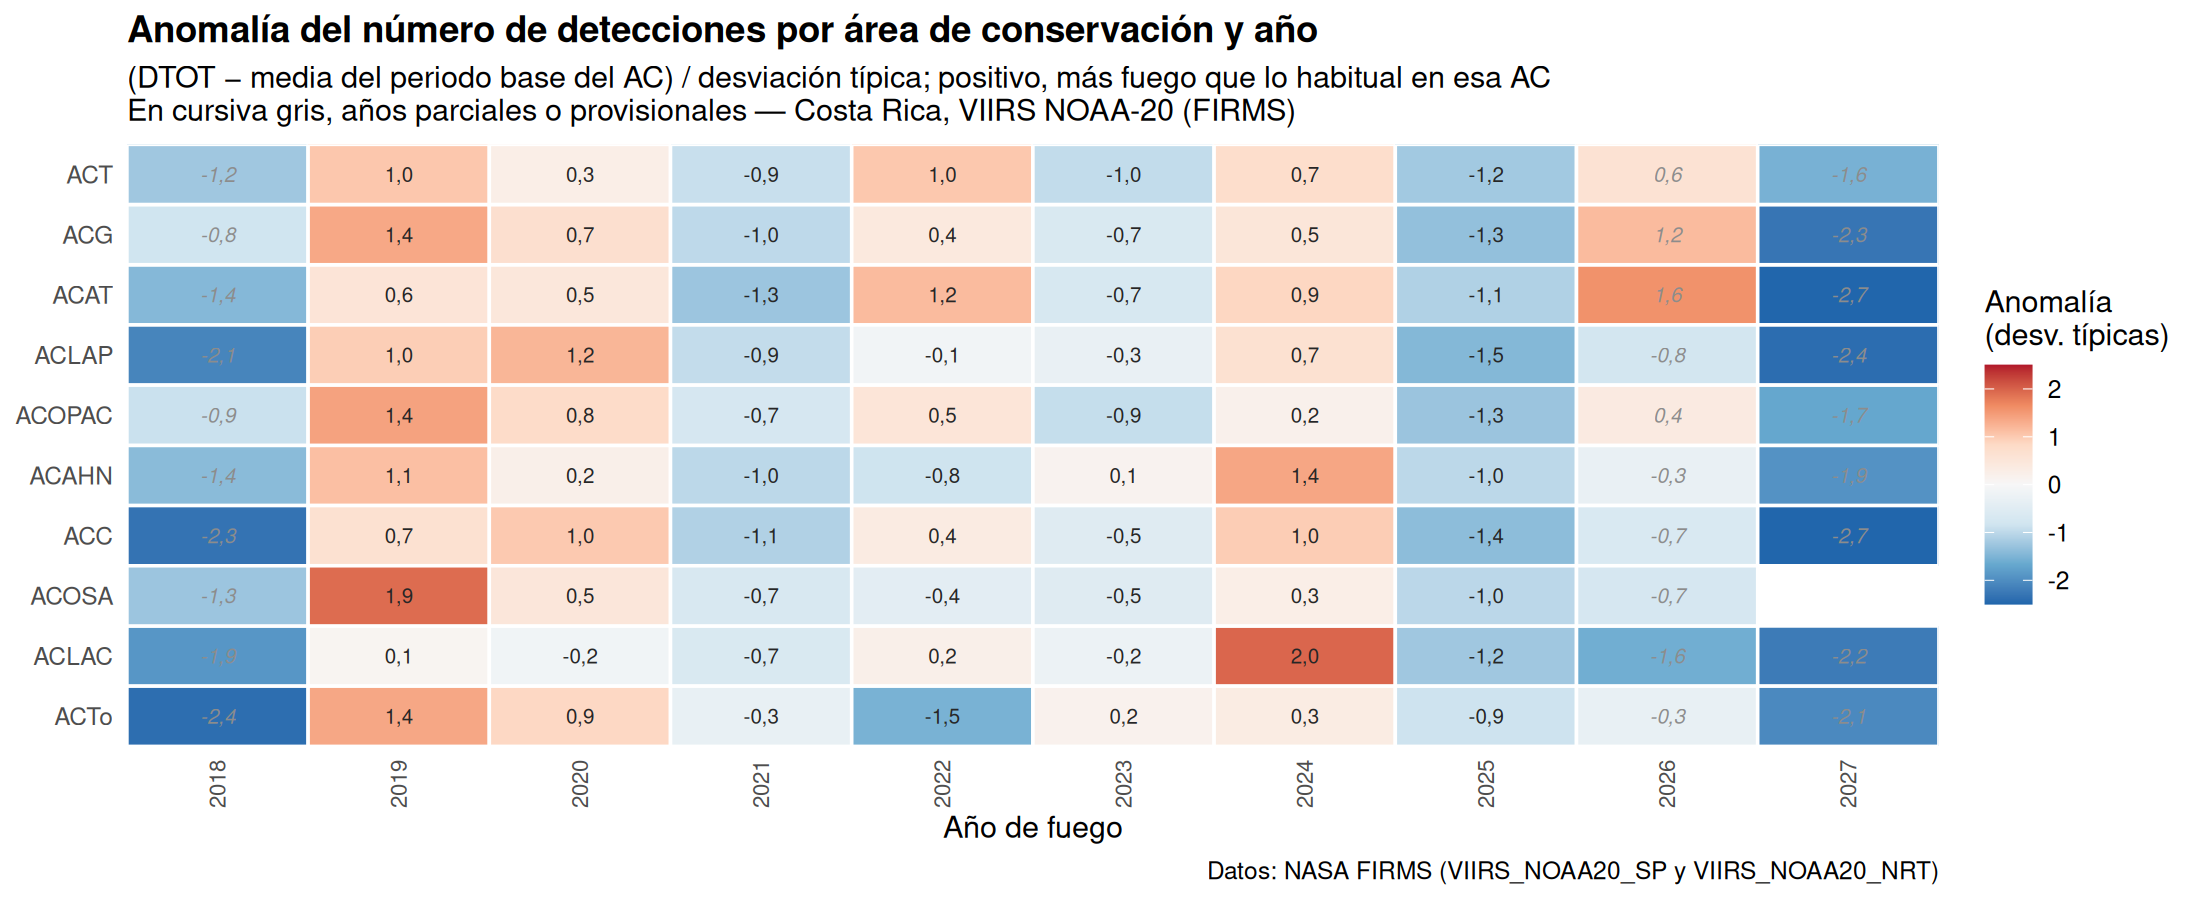 Anomalía del número de detecciones por área de conservación y año
(DTOT − media del periodo base del AC) / desviación típica; positivo, más fuego que lo habitual en esa AC
En cursiva gris, años parciales o provisionales — Costa Rica, VIIRS NOAA-20 (FIRMS)
ACT -1,2 1,0 0,3 -0,9 1,0 -1,0 0,7 -1,2 0,6 -1,6
ACG -0,8 1,4 0,7 -1,0 0,4 -0,7 0,5 -1,3 1,2 -2,3
ACAT -1,4 0,6 0,5 -1,3 1,2 -0,7 0,9 -1,1 1,6 -2,7
ACLAP -2,1 1,0 1,2 -0,9 -0,1 -0,3 0,7 -1,5 -0,8 -2,4
ACOPAC -0,9 1,4 0,8 -0,7 0,5 -0,9 0,2 -1,3 0,4 -1,7
ACAHN -1,4 1,1 0,2 -1,0 -0,8 0,1 1,4 -1,0 -0,3 -1,9
ACC -2,3 0,7 1,0 -1,1 0,4 -0,5 1,0 -1,4 -0,7 -2,7
ACOSA -1,3 1,9 0,5 -0,7 -0,4 -0,5 0,3 -1,0 -0,7
ACLAC -1,9 0,1 -0,2 -0,7 0,2 -0,2 2,0 -1,2 -1,6 -2,2
ACTo -2,4 1,4 0,9 -0,3 -1,5 0,2 0,3 -0,9 -0,3 -2,1
2018 2019 2020 2021 2022 2023 2024 2025 2026 2027
Año de fuego
Anomalía
(desv. típicas)
2
1
0
-1
-2
Datos: NASA FIRMS (VIIRS_NOAA20_SP y VIIRS_NOAA20_NRT)